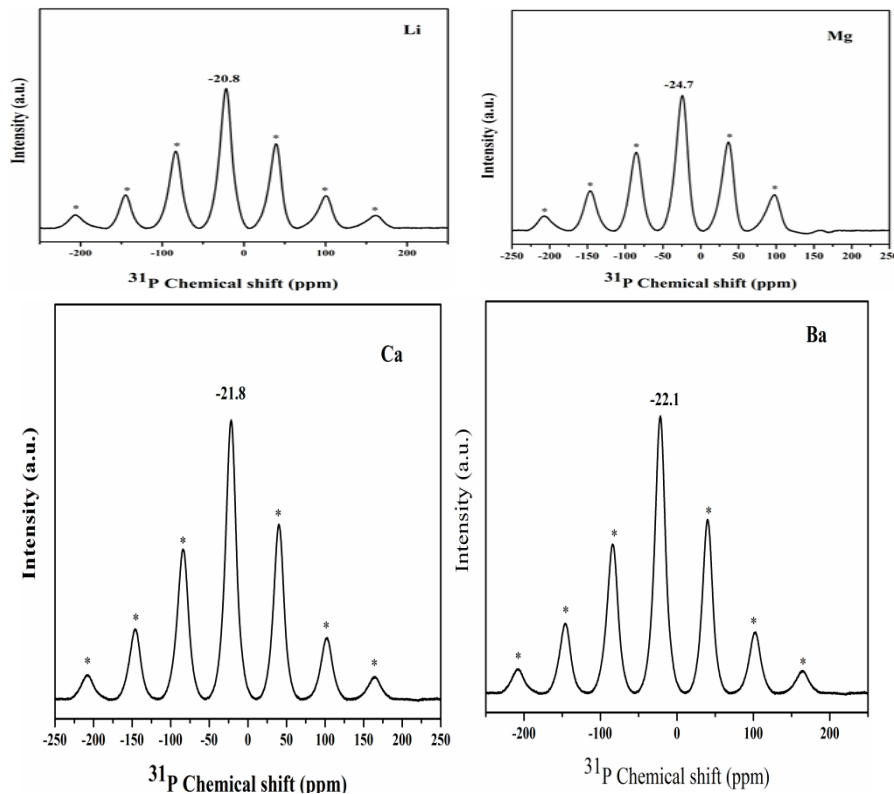 Li
-20.8
*
*
*
*
*
*
Intensity (a.u.)
-200 -100 0 100 200
31P Chemical shift (ppm)
Mg
-24.7
*
*
*
*
*
Intensity (a.u.)
-250 -200 -150 -100 -50 0 50 100 150 200 250
31P Chemical shift (ppm)
Ca
-21.8
*
*
*
*
*
*
Intensity (a.u.)
-250 -200 -150 -100 -50 0 50 100 150 200 250
31P Chemical shift (ppm)
Ba
-22.1
*
*
*
*
*
*
Intensity (a.u.)
-200 -100 0 100 200
31P Chemical shift (ppm)